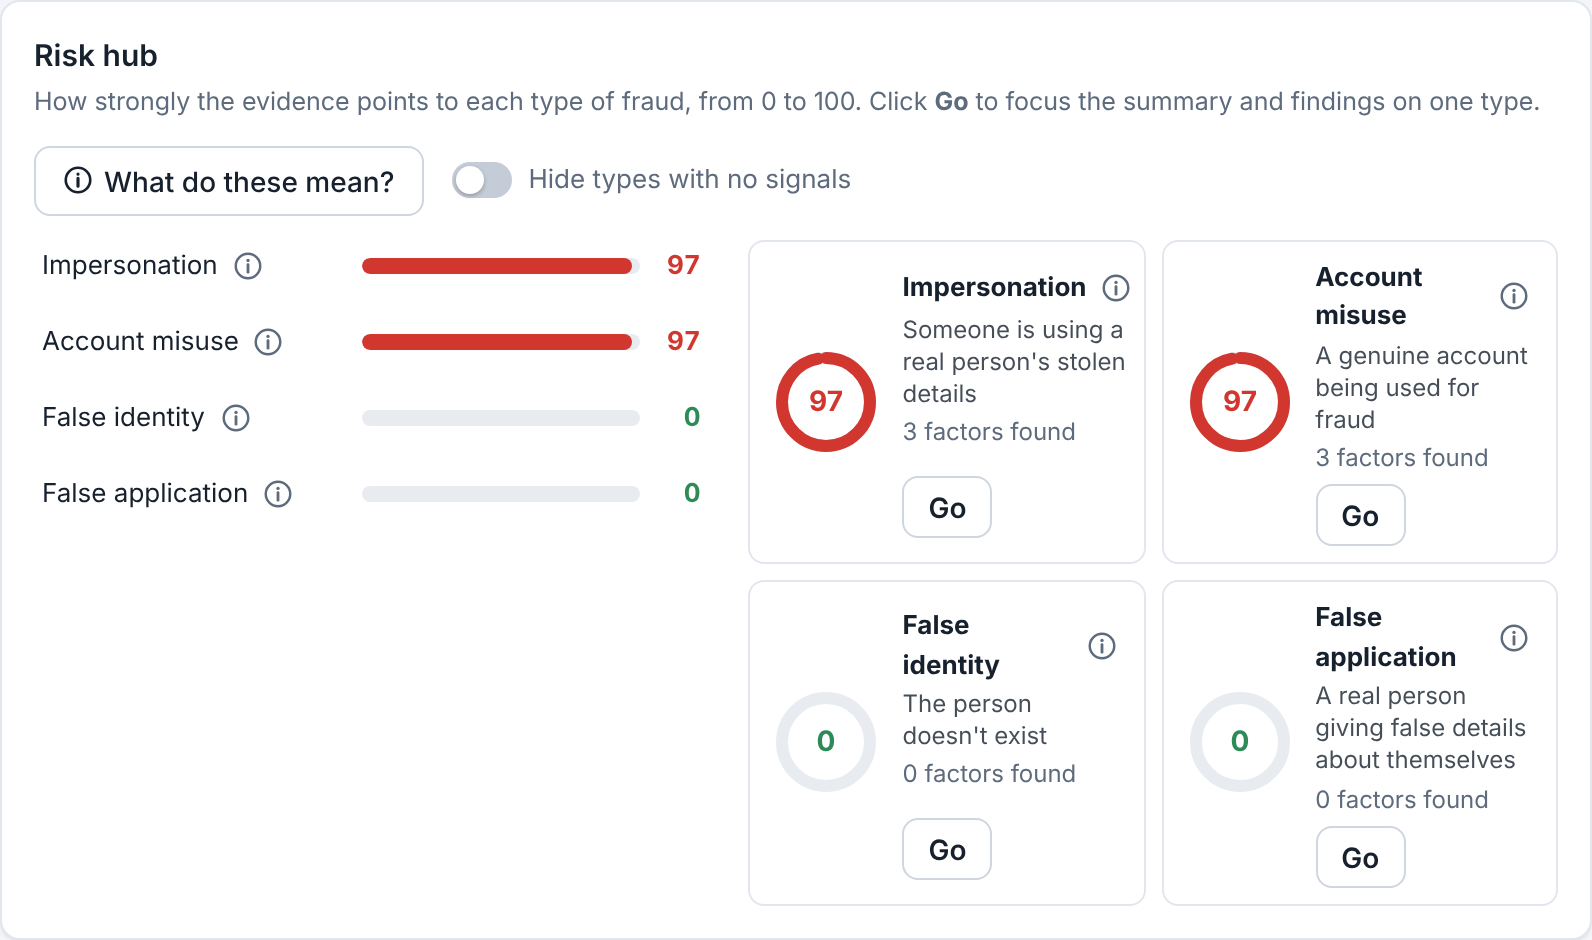 Risk hub
How strongly the evidence points to each type of fraud, from 0 to 100. Click Go to focus the summary and findings on one type.
What do these mean?
Hide types with no signals
Impersonation
97
Account misuse
97
False identity
0
False application
0
97
Impersonation
Someone is using a
real person's stolen
details
3 factors found
Go
97
Account
misuse
A genuine account
being used for
fraud
3 factors found
Go
0
False
identity
The person
doesn't exist
0 factors found
Go
0
False
application
A real person
giving false details
about themselves
0 factors found
Go